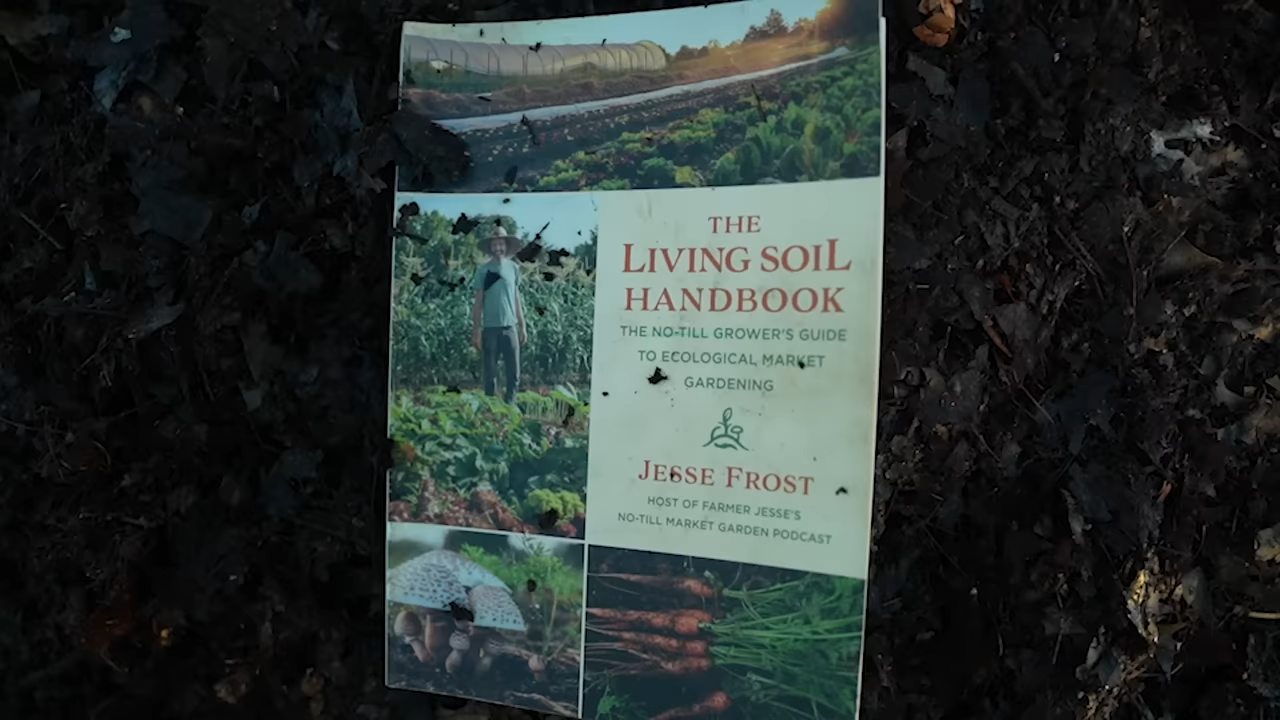 THE
LIVING SOIL
HANDBOOK
THE NO-TILL GROWER'S GUIDE
TO ECOLOGICAL MARKET
GARDENING
JESSE FROST
HOST OF FARMER JESSE'S
NO-TILL MARKET GARDEN PODCAST